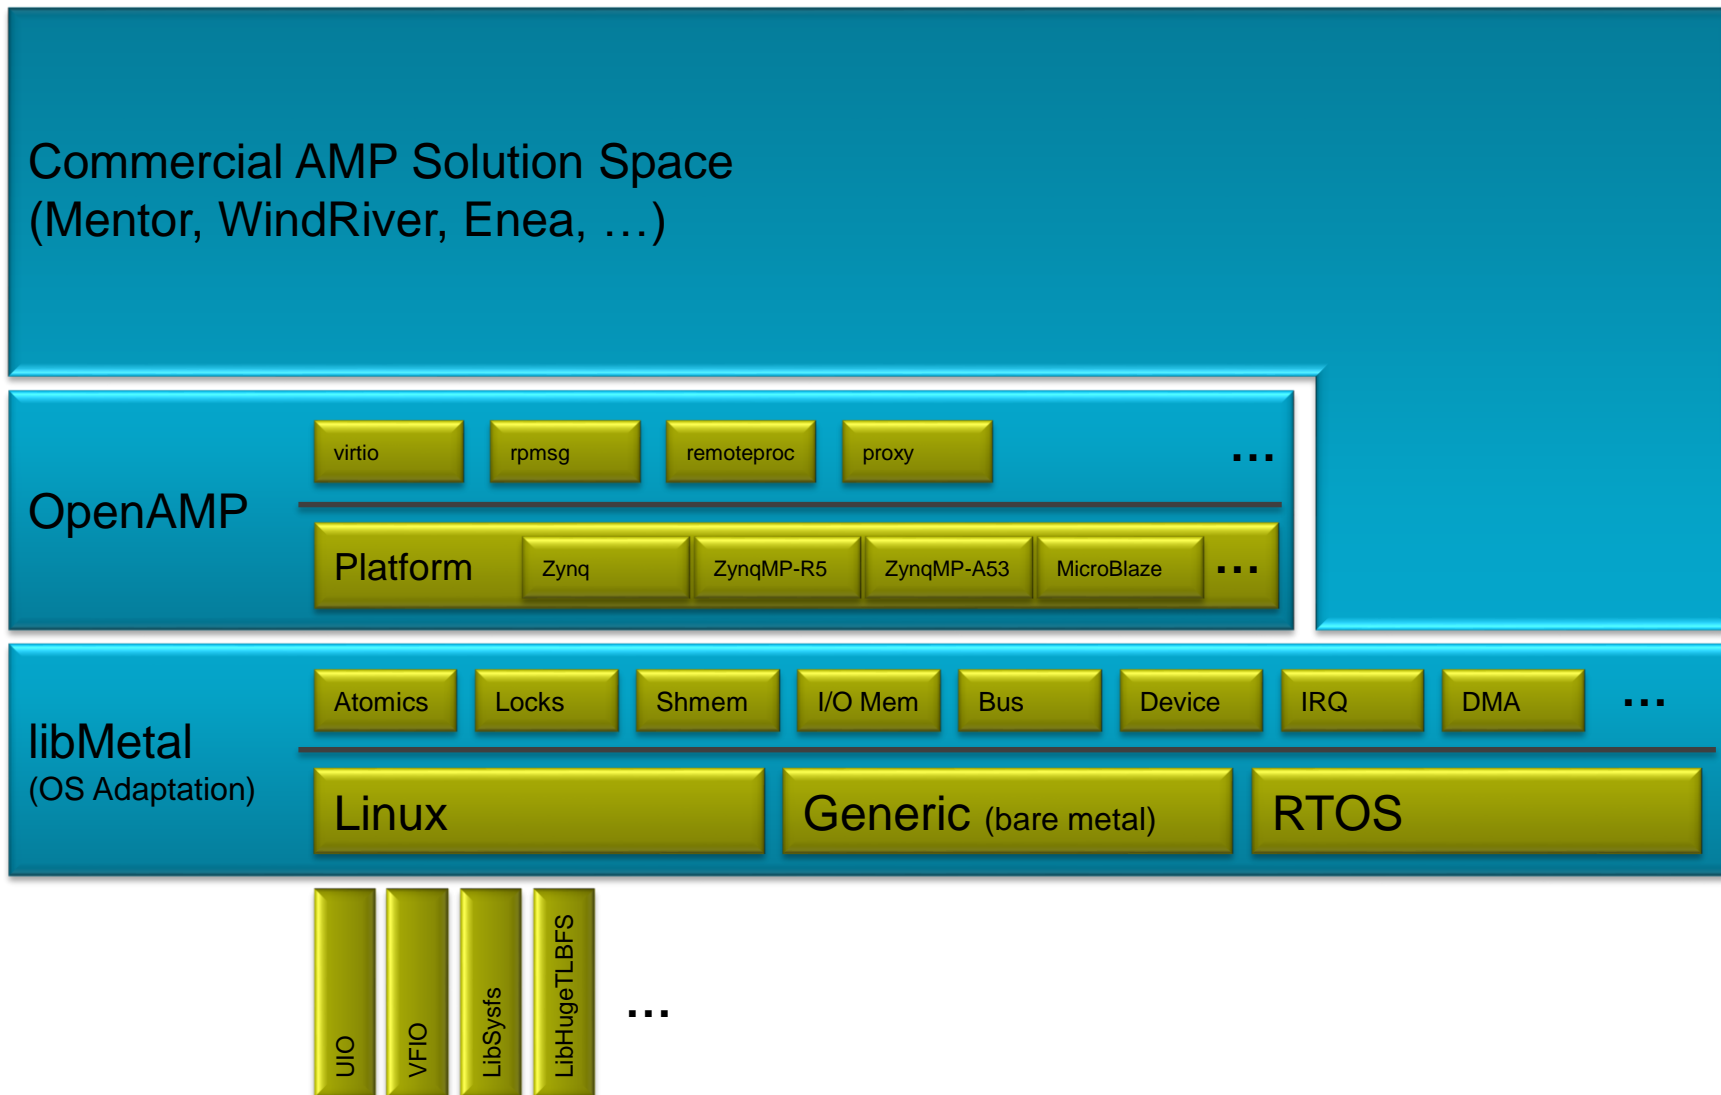 Commercial AMP Solution Space
(Mentor, WindRiver, Enea, …)
OpenAMP
virtio
rpmsg
remoteproc
proxy
…
Platform
Zynq
ZynqMP-R5
ZynqMP-A53
MicroBlaze
…
libMetal
(OS Adaptation)
Atomics
Locks
Shmem
I/O Mem
Bus
Device
IRQ
DMA
…
Linux
Generic (bare metal)
RTOS
UIO
VFIO
LibSysfs
LibHugeTLBFS
…